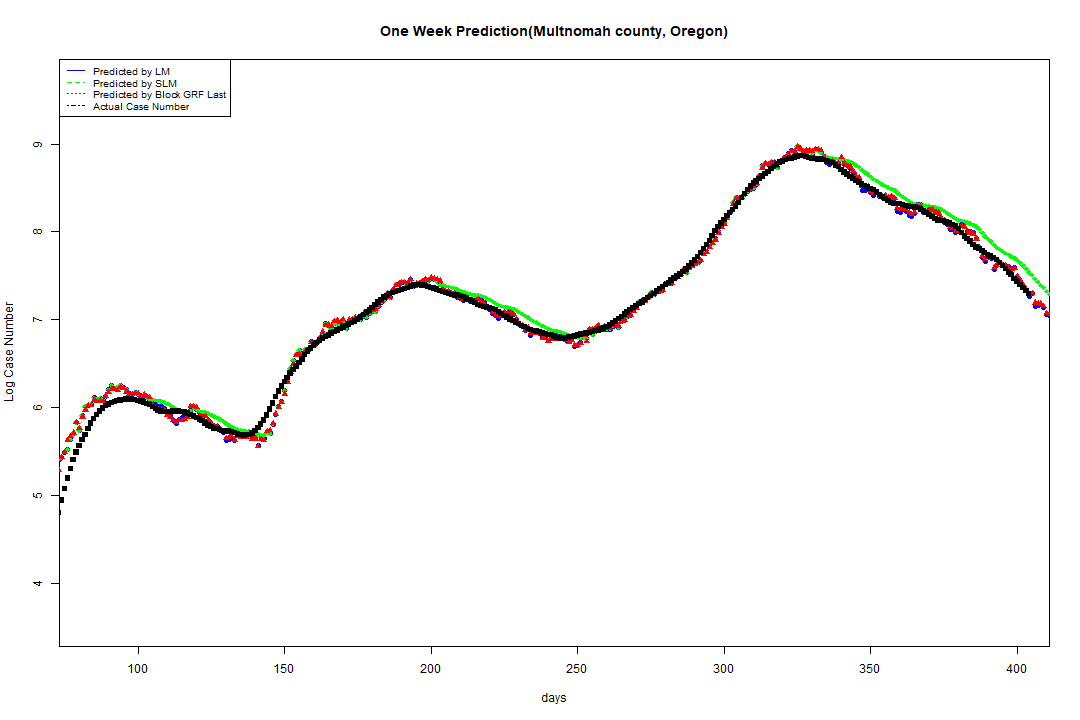 One Week Prediction(Multnomah county, Oregon)
Predicted by LM
Predicted by SLM
Predicted by Block GRF Last
Actual Case Number
Log Case Number
9
8
7
6
5
4
100 150 200 250 300 350 400
days